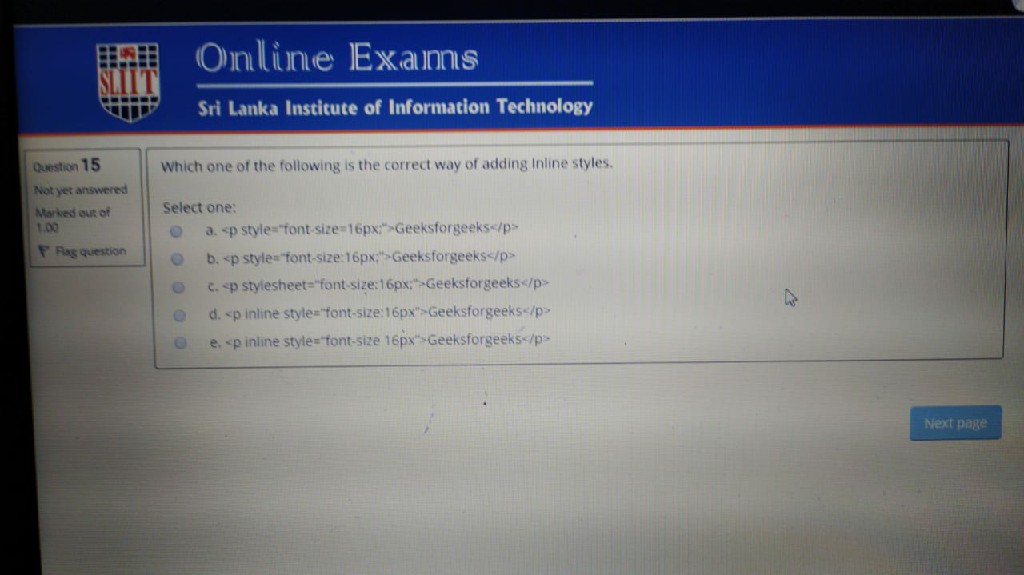 SLIIT
Online Exams
Sri Lanka Institute of Information Technology
Question 15
Not yet answered
Marked out of
1.00
Flag question
Which one of the following is the correct way of adding Inline styles.
Select one:
a. <p style="font-size=16px;">Geeksforgeeks</p>
b. <p style="font-size:16px;">Geeksforgeeks</p>
c. <p stylesheet="font-size:16px;">Geeksforgeeks</p>
d. <p inline style="font-size:16px">Geeksforgeeks</p>
e. <p inline style="font-size 16px">Geeksforgeeks</p>
Next page